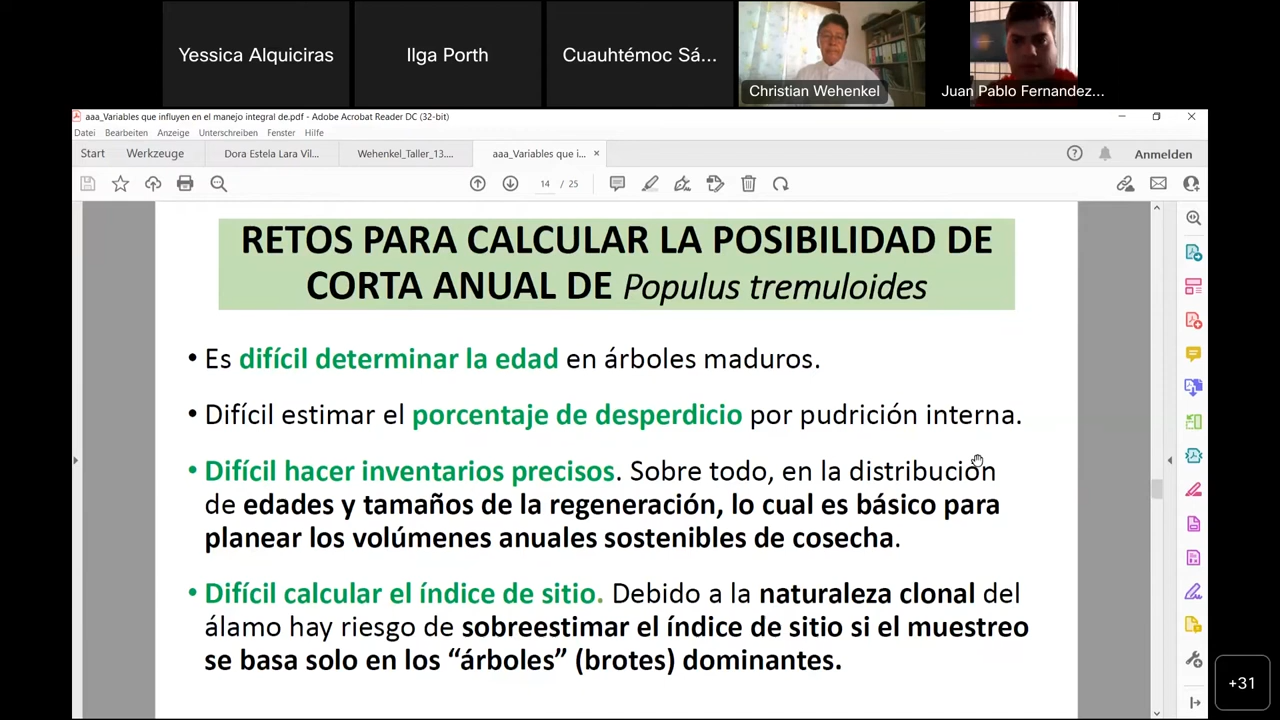 Yessica Alquiciras
Ilga Porth
Cuauhtémoc Sá...
Christian Wehenkel
Juan Pablo Fernandez...
aaa_Variables que influyen en el manejo integral de.pdf - Adobe Acrobat Reader DC (32-bit)
Datei Bearbeiten Anzeige Unterschreiben Fenster Hilfe
Start Werkzeuge Dora Estela Lara Vil... Wehenkel_Taller_13.... aaa_Variables que i... × Anmelden
14 / 25
RETOS PARA CALCULAR LA POSIBILIDAD DE
CORTA ANUAL DE Populus tremuloides
• Es difícil determinar la edad en árboles maduros.
• Difícil estimar el porcentaje de desperdicio por pudrición interna.
• Difícil hacer inventarios precisos. Sobre todo, en la distribución
de edades y tamaños de la regeneración, lo cual es básico para
planear los volúmenes anuales sostenibles de cosecha.
• Difícil calcular el índice de sitio. Debido a la naturaleza clonal del
álamo hay riesgo de sobreestimar el índice de sitio si el muestreo
se basa solo en los “árboles” (brotes) dominantes.
+31